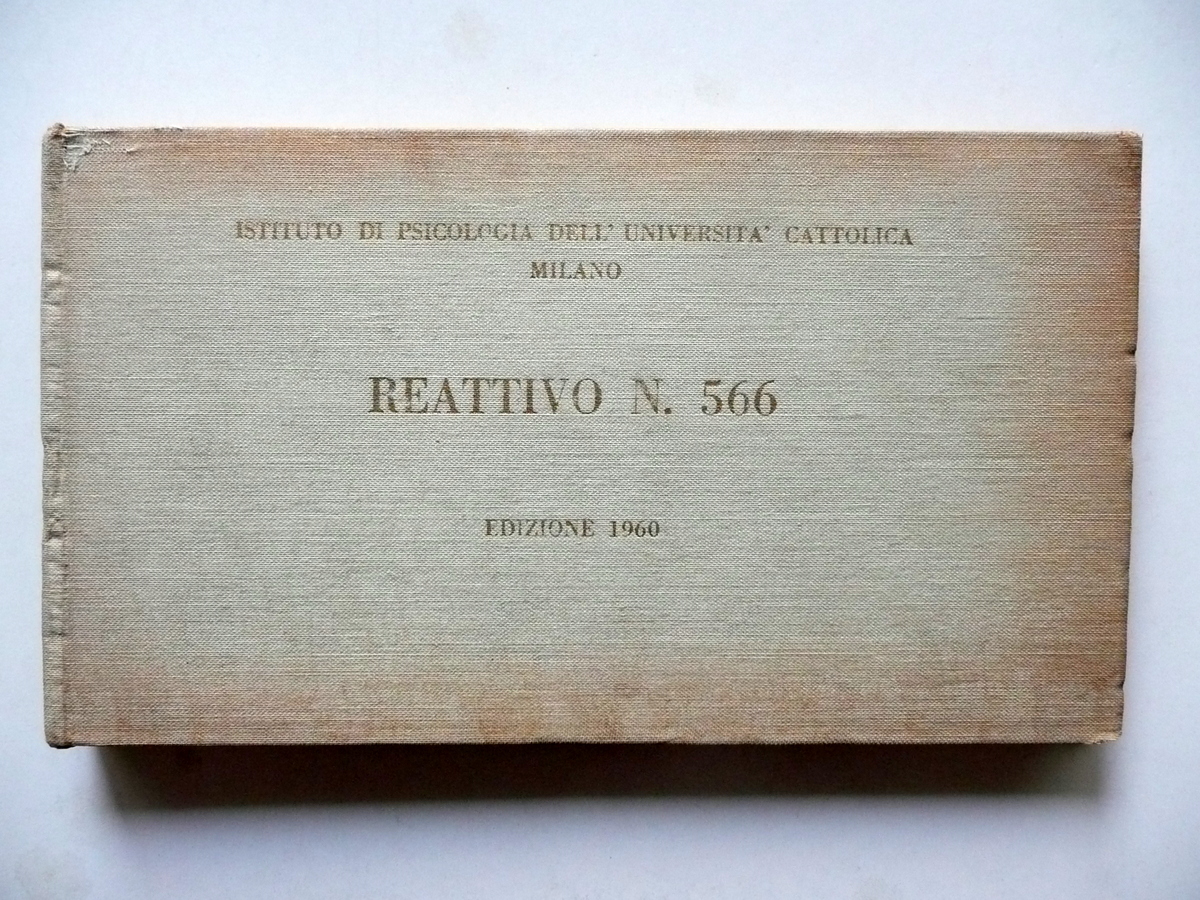 ISTITUTO DI PSICOLOGIA DELL' UNIVERSITA' CATTOLICA
MILANO
REATTIVO N. 566
EDIZIONE 1960